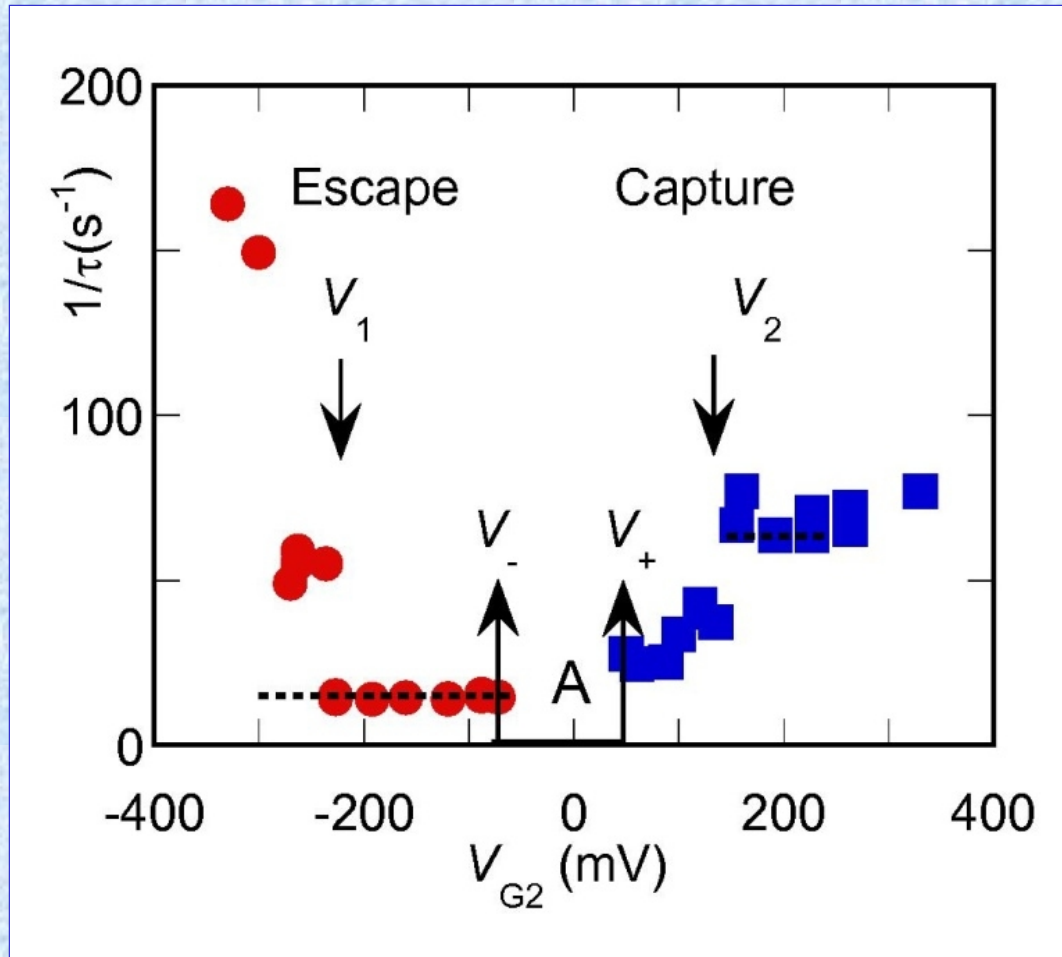 200
Escape Capture
1/τ(s⁻¹)
V₁ V₂
100
V₋ V₊
A
0
-400 -200 0 200 400
V_G2 (mV)